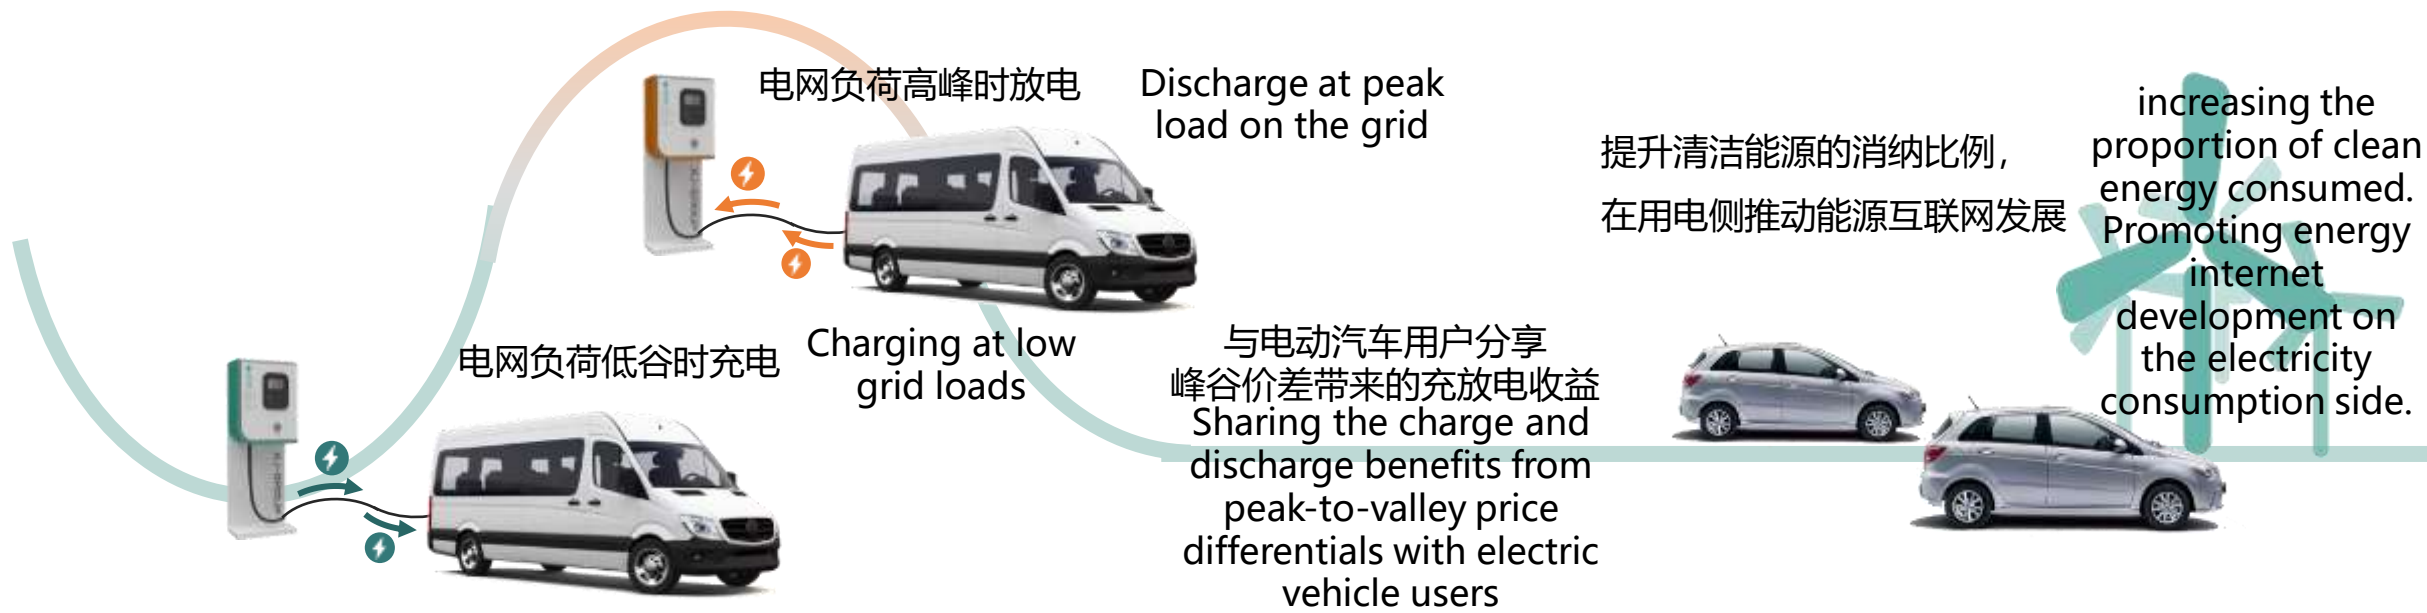 电网负荷高峰时放电
Discharge at peak
load on the grid
电网负荷低谷时充电
Charging at low
grid loads
与电动汽车用户分享
峰谷价差带来的充放电收益
Sharing the charge and
discharge benefits from
peak-to-valley price
differentials with electric
vehicle users
提升清洁能源的消纳比例，
在用电侧推动能源互联网发展
increasing the
proportion of clean
energy consumed.
Promoting energy
internet
development on
the electricity
consumption side.